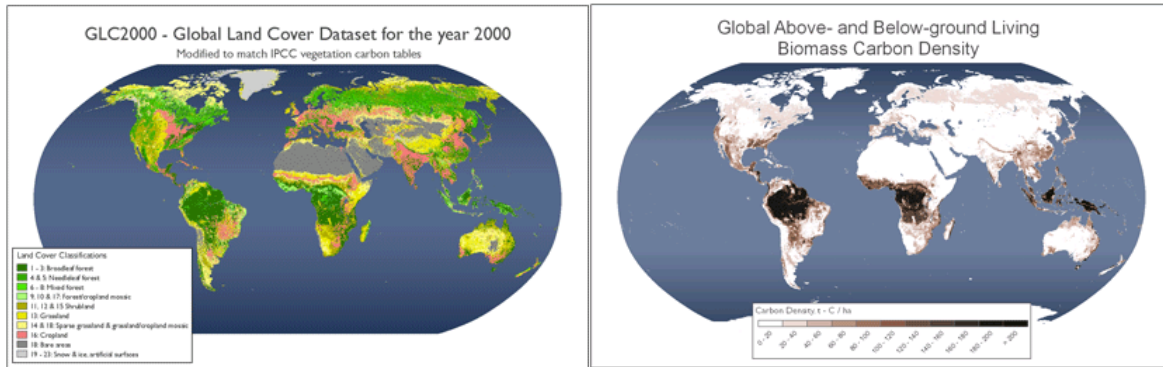 GLC2000 - Global Land Cover Dataset for the year 2000
Modified to match IPCC vegetation carbon tables
Land Cover Classifications
1 - 3: Broadleaf forest
4 & 5: Needleleaf forest
6 - 8: Mixed forest
9, 10 & 17: Forest/cropland mosaic
11, 12 & 15 Shrubland
13: Grassland
14 & 18: Sparse grassland & grassland/cropland mosaic
16: Cropland
18: Bare areas
19 - 23: Snow & ice, artificial surfaces
Global Above- and Below-ground Living
Biomass Carbon Density
Carbon Density, t - C / ha
0 - 20
20 - 40
40 - 60
60 - 80
80 - 100
100 - 120
120 - 140
140 - 160
160 - 180
180 - 200
> 200